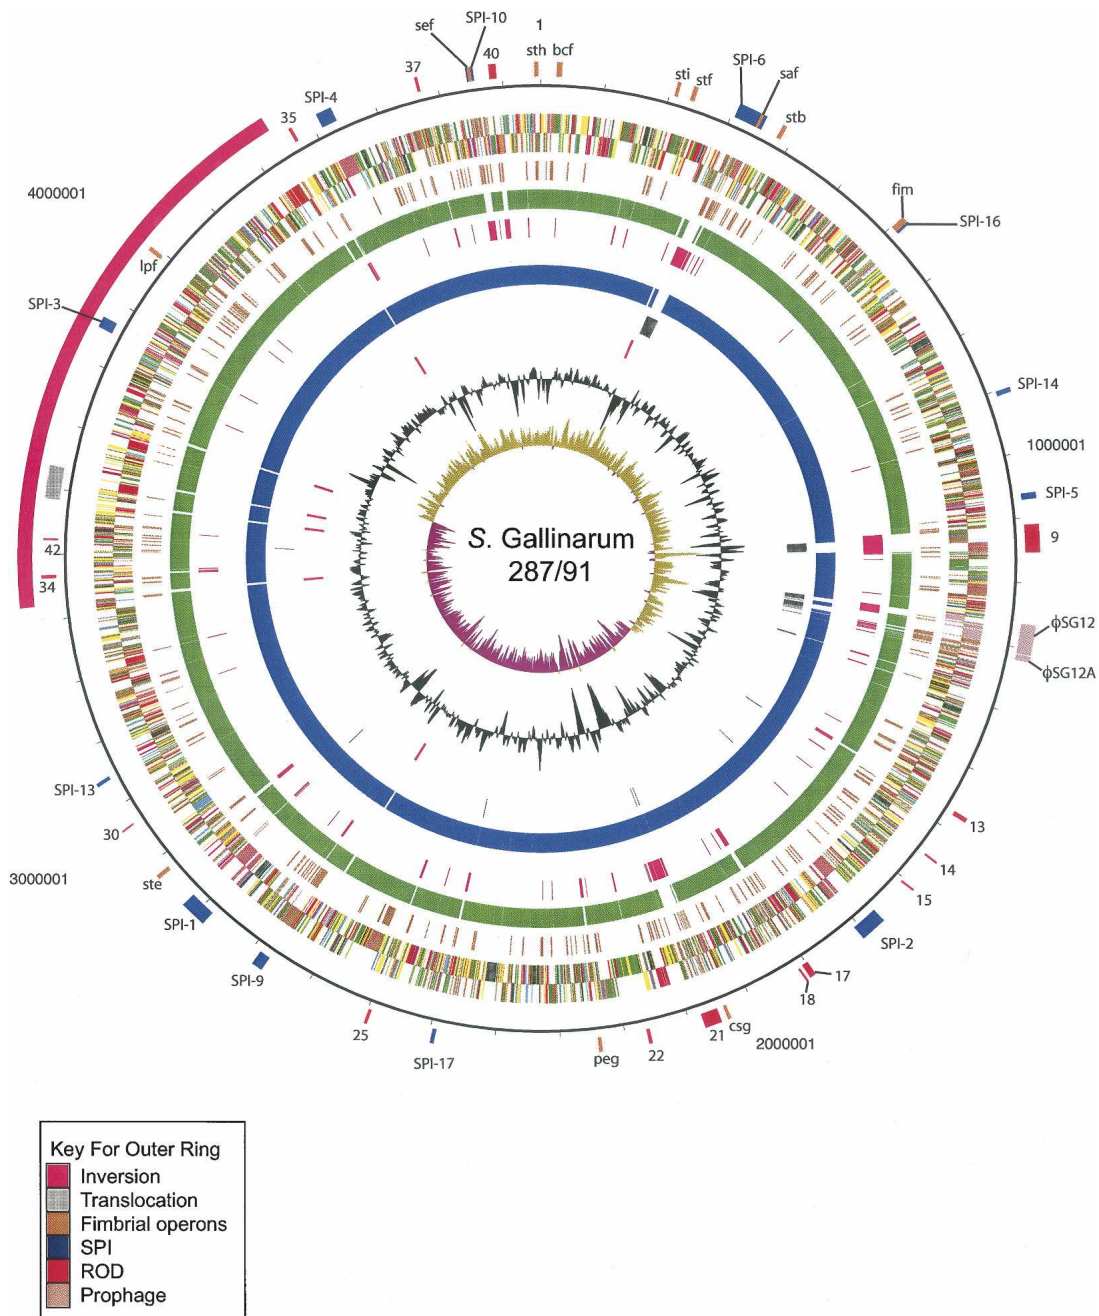 1
SPI-10
sef
40
sth bcf
37
sti
stf
SPI-6
saf
stb
SPI-4
35
4000001
fim
SPI-16
lpf
SPI-3
SPI-14
1000001
SPI-5
9
42
34
S. Gallinarum
287/91
ϕSG12
ϕSG12A
SPI-13
30
13
14
3000001
ste
15
SPI-1
SPI-2
SPI-9
17
18
25
SPI-17
peg
22
21
csg
2000001
Key For Outer Ring
Inversion
Translocation
Fimbrial operons
SPI
ROD
Prophage